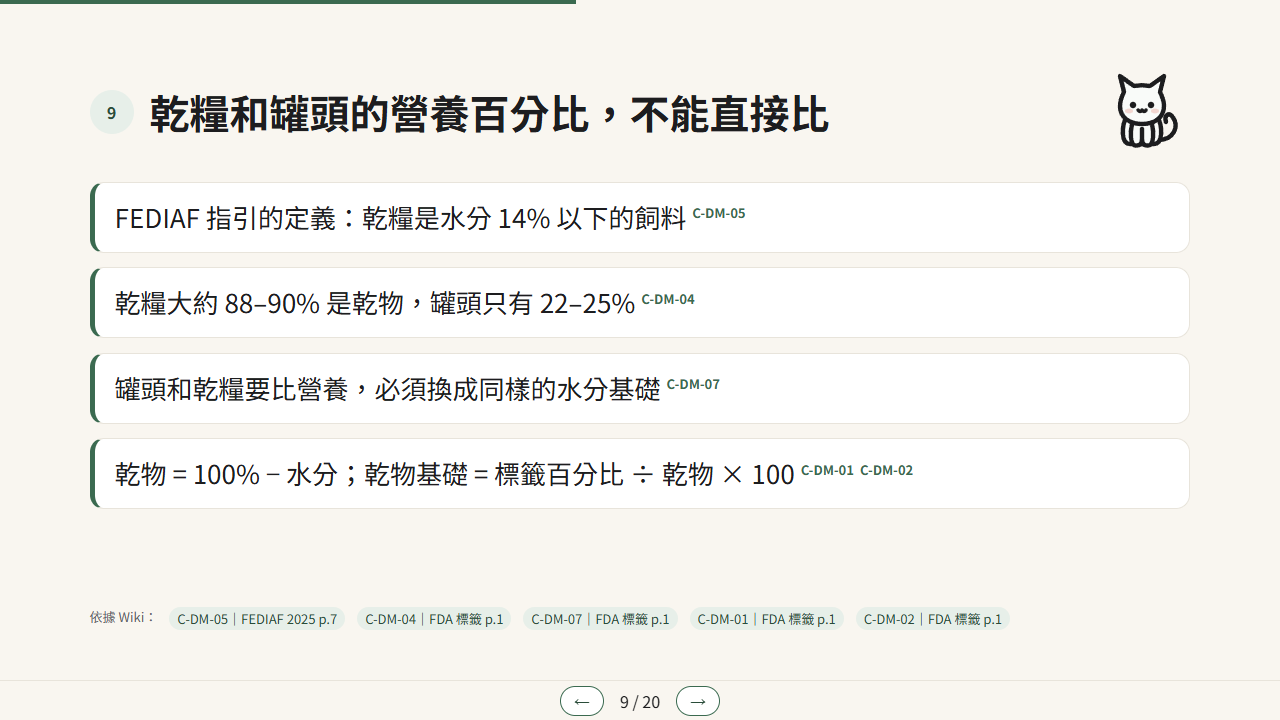 9
乾糧和罐頭的營養百分比，不能直接比
FEDIAF 指引的定義：乾糧是水分 14% 以下的飼料 C-DM-05
乾糧大約 88–90% 是乾物，罐頭只有 22–25% C-DM-04
罐頭和乾糧要比營養，必須換成同樣的水分基礎 C-DM-07
乾物 = 100% − 水分；乾物基礎 = 標籤百分比 ÷ 乾物 × 100 C-DM-01 C-DM-02
依據 Wiki： C-DM-05｜FEDIAF 2025 p.7 C-DM-04｜FDA 標籤 p.1 C-DM-07｜FDA 標籤 p.1 C-DM-01｜FDA 標籤 p.1 C-DM-02｜FDA 標籤 p.1
← 9 / 20 →